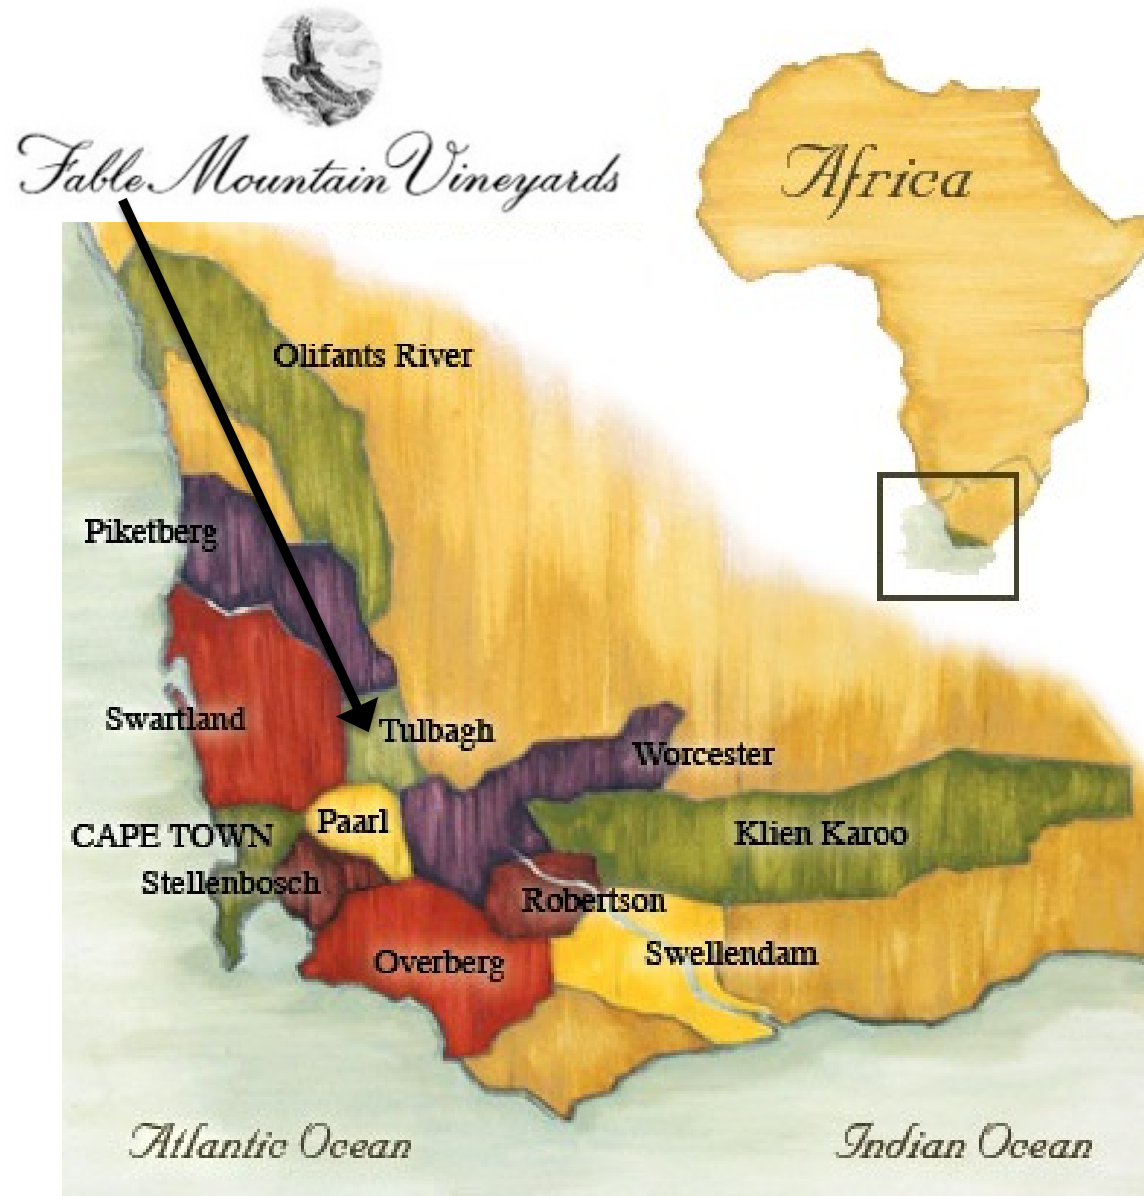 Fable Mountain Vineyards
Africa
Olifants River
Piketberg
Swartland
Tulbagh
Worcester
Paarl
CAPE TOWN
Klien Karoo
Stellenbosch
Robertson
Overberg
Swellendam
Atlantic Ocean
Indian Ocean